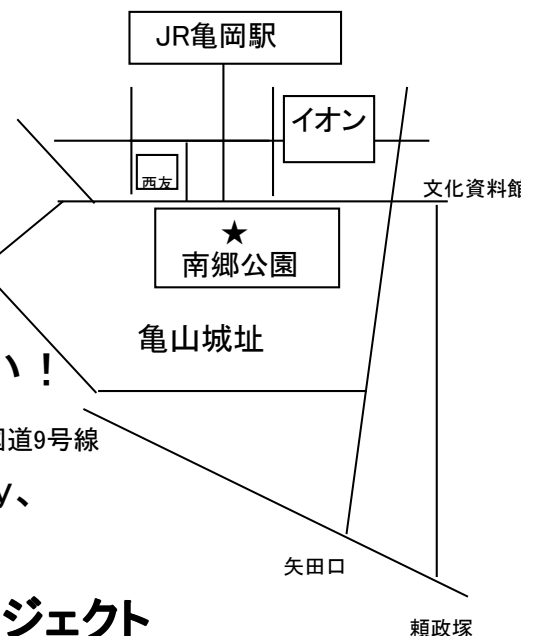 JR亀岡駅
イオン
西友
文化資料館
★
南郷公園
亀山城址
い！
国道9号線
y、
矢田口
ジェクト
頼政塚